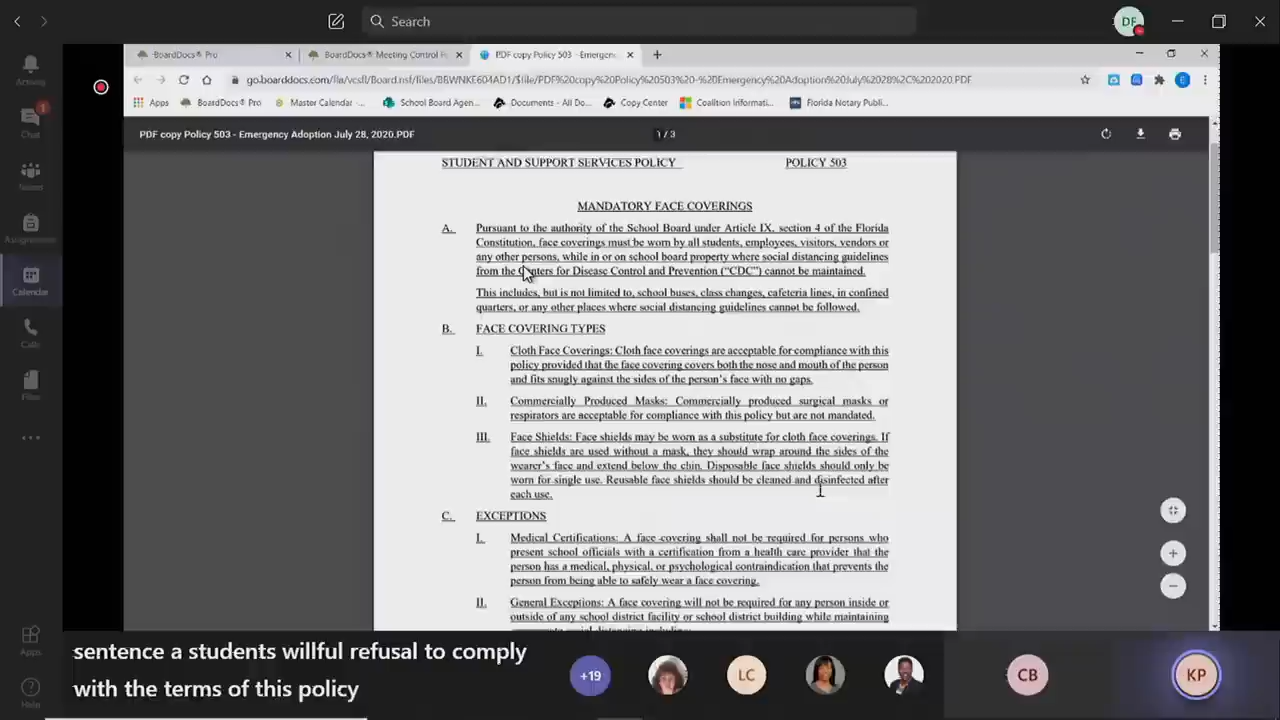 Search
DF
BoardDocs® Pro
BoardDocs® Meeting Control P
PDF copy Policy 503 - Emergenc
go.boarddocs.com/fla/vcsfl/Board.nsf/files/BRWNKE604AD1/$file/PDF%20copy%20Policy%20503%20-%20Emergency%20Adoption%20July%2028%2C%202020.PDF
Apps
BoardDocs® Pro
Master Calendar -...
School Board Agen...
Documents - All Do...
Copy Center
Coalition Informati...
Florida Notary Publi...
PDF copy Policy 503 - Emergency Adoption July 28, 2020.PDF
1 / 3
Activity
Chat
1
Teams
Assignments
Calendar
Calls
Files
Apps
Help
STUDENT AND SUPPORT SERVICES POLICY
POLICY 503
MANDATORY FACE COVERINGS
A. Pursuant to the authority of the School Board under Article IX, section 4 of the Florida
Constitution, face coverings must be worn by all students, employees, visitors, vendors or
any other persons, while in or on school board property where social distancing guidelines
from the Centers for Disease Control and Prevention (“CDC”) cannot be maintained.
This includes, but is not limited to, school buses, class changes, cafeteria lines, in confined
quarters, or any other places where social distancing guidelines cannot be followed.
B. FACE COVERING TYPES
I. Cloth Face Coverings: Cloth face coverings are acceptable for compliance with this
policy provided that the face covering covers both the nose and mouth of the person
and fits snugly against the sides of the person’s face with no gaps.
II. Commercially Produced Masks: Commercially produced surgical masks or
respirators are acceptable for compliance with this policy but are not mandated.
III. Face Shields: Face shields may be worn as a substitute for cloth face coverings. If
face shields are used without a mask, they should wrap around the sides of the
wearer’s face and extend below the chin. Disposable face shields should only be
worn for single use. Reusable face shields should be cleaned and disinfected after
each use.
C. EXCEPTIONS
I. Medical Certifications: A face covering shall not be required for persons who
present school officials with a certification from a health care provider that the
person has a medical, physical, or psychological contraindication that prevents the
person from being able to safely wear a face covering.
II. General Exceptions: A face covering will not be required for any person inside or
outside of any school district facility or school district building while maintaining
sentence a students willful refusal to comply
with the terms of this policy
+19
LC
CB
KP